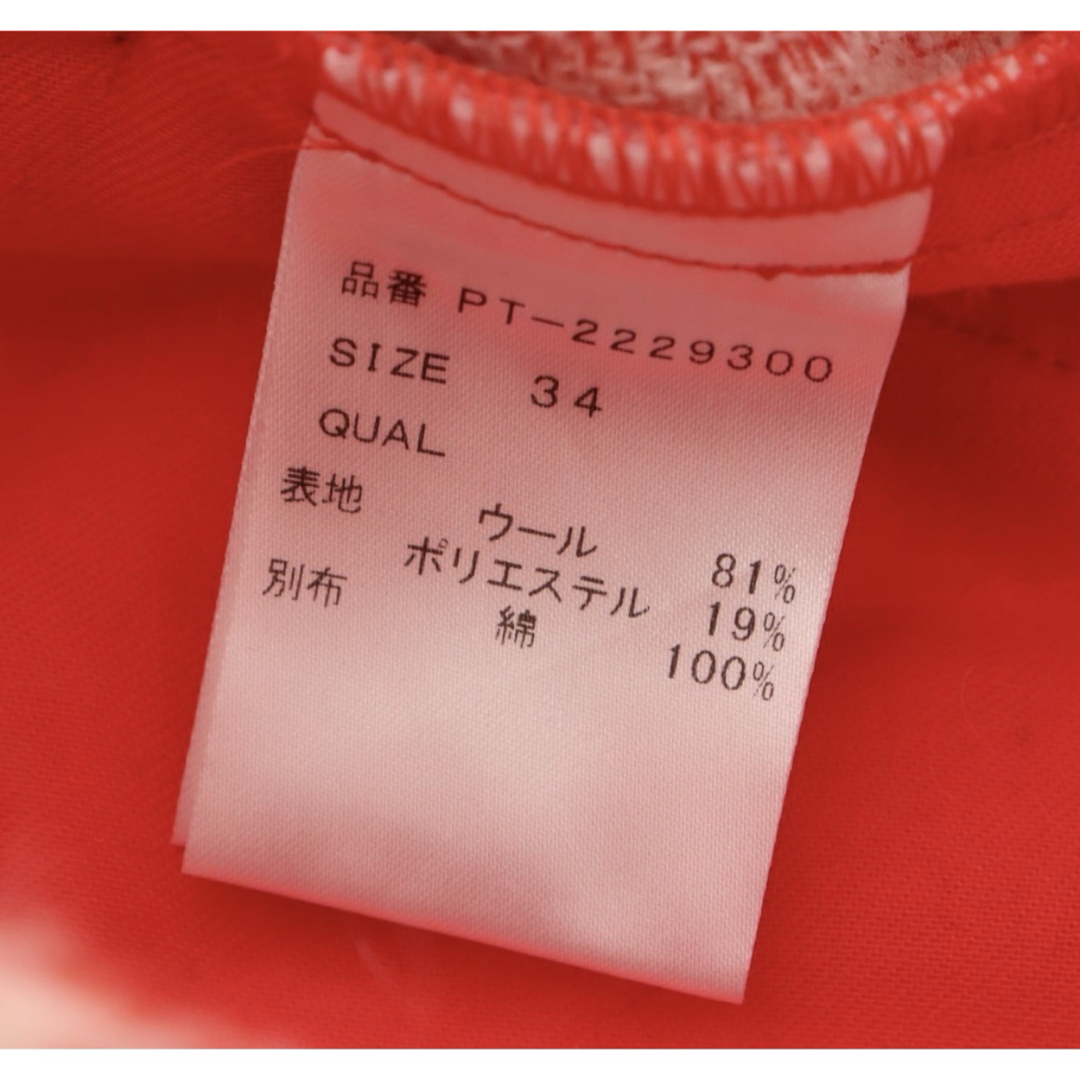 品番 PT-2229300
SIZE 34
QUAL
表地 ウール 81%
ポリエステル 19%
別布 綿 100%